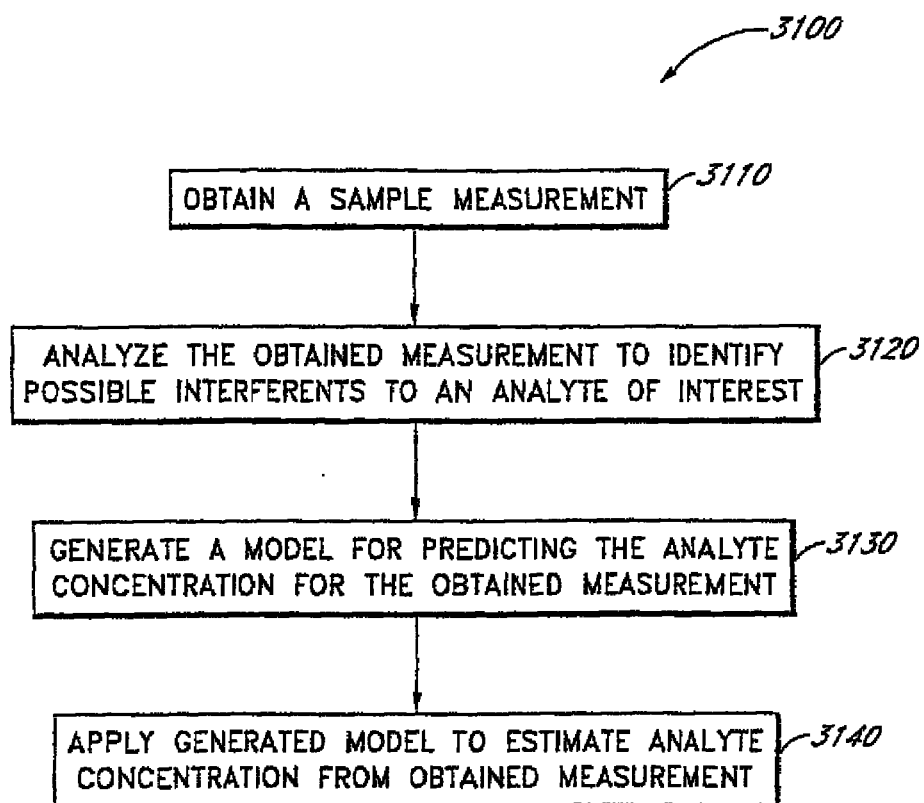 3100
OBTAIN A SAMPLE MEASUREMENT
3110
ANALYZE THE OBTAINED MEASUREMENT TO IDENTIFY
POSSIBLE INTERFERENTS TO AN ANALYTE OF INTEREST
3120
GENERATE A MODEL FOR PREDICTING THE ANALYTE
CONCENTRATION FOR THE OBTAINED MEASUREMENT
3130
APPLY GENERATED MODEL TO ESTIMATE ANALYTE
CONCENTRATION FROM OBTAINED MEASUREMENT
3140